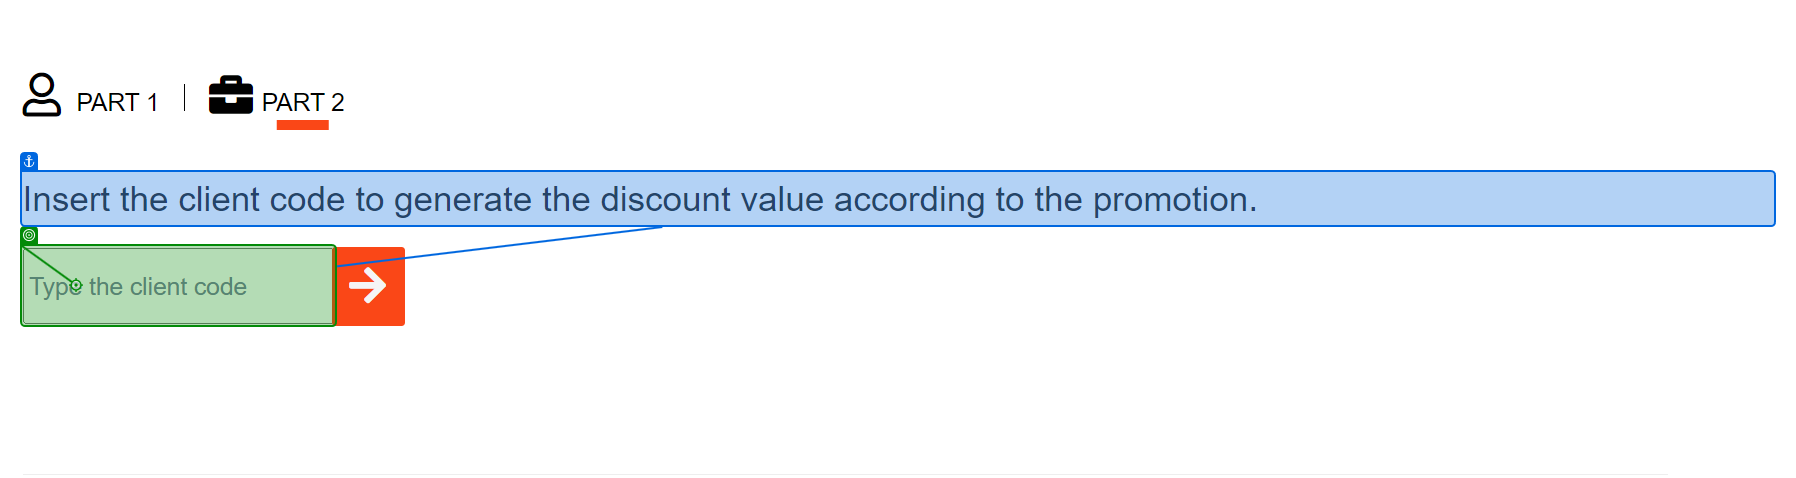 PART 1 PART 2
Insert the client code to generate the discount value according to the promotion.
Type the client code